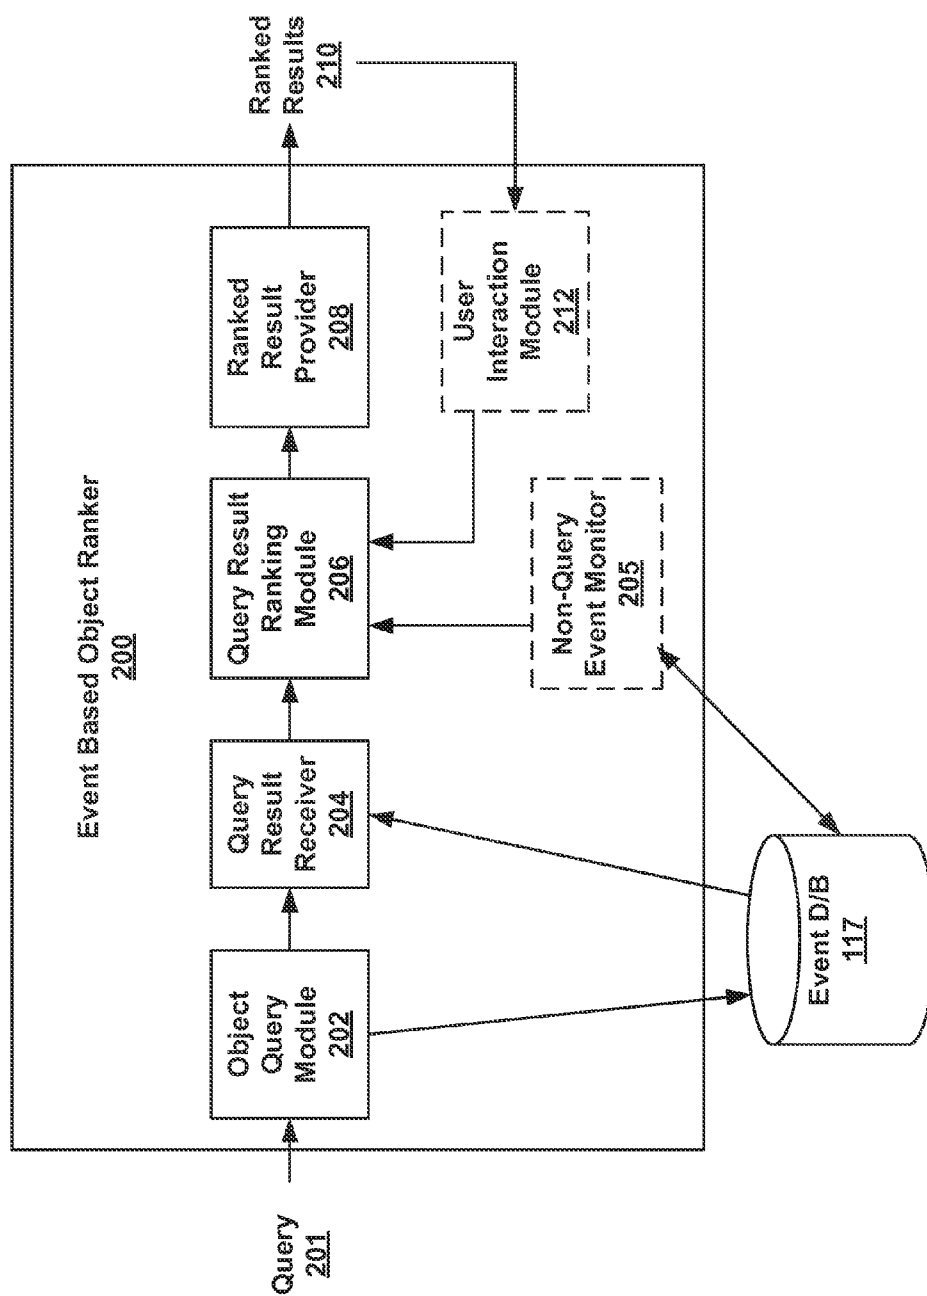 Event Based Object Ranker
200
Query
201
Object
Query
Module
202
Query
Result
Receiver
204
Query Result
Ranking
Module
206
Ranked
Result
Provider
208
Ranked
Results
210
Non-Query
Event Monitor
205
User
Interaction
Module
212
Event D/B
117